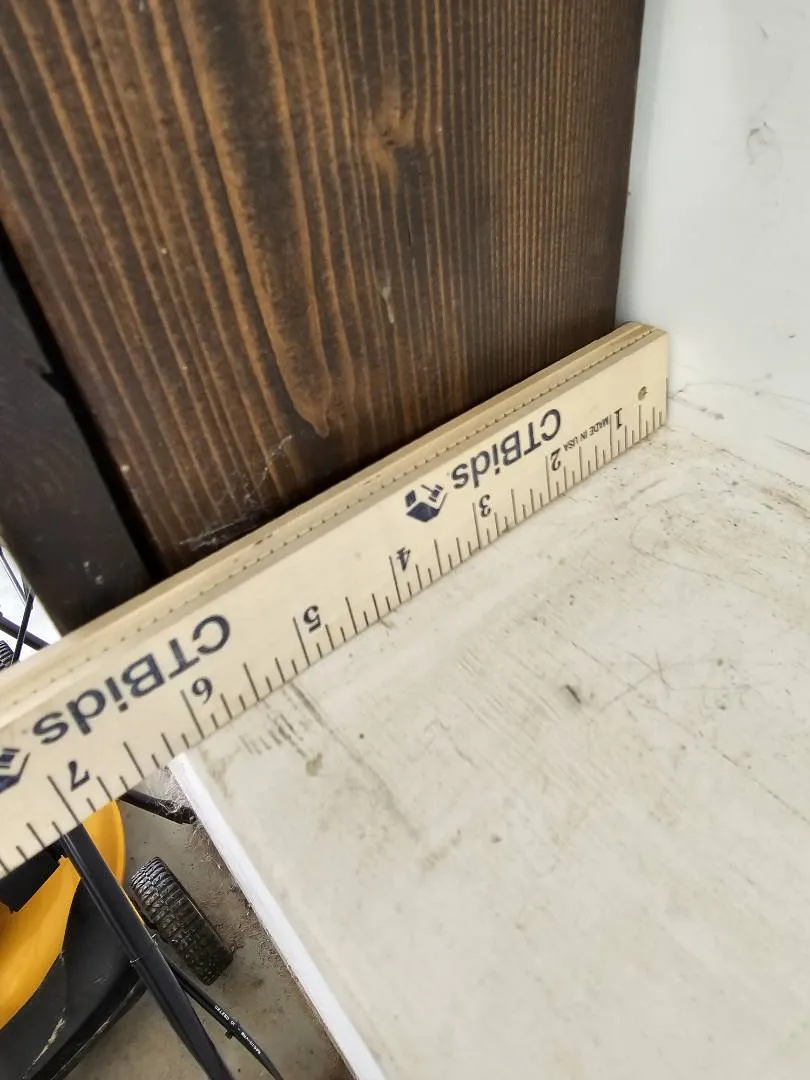 CTBids.
MADE IN USA
1 2 3 4 5 6 7
CTBids.